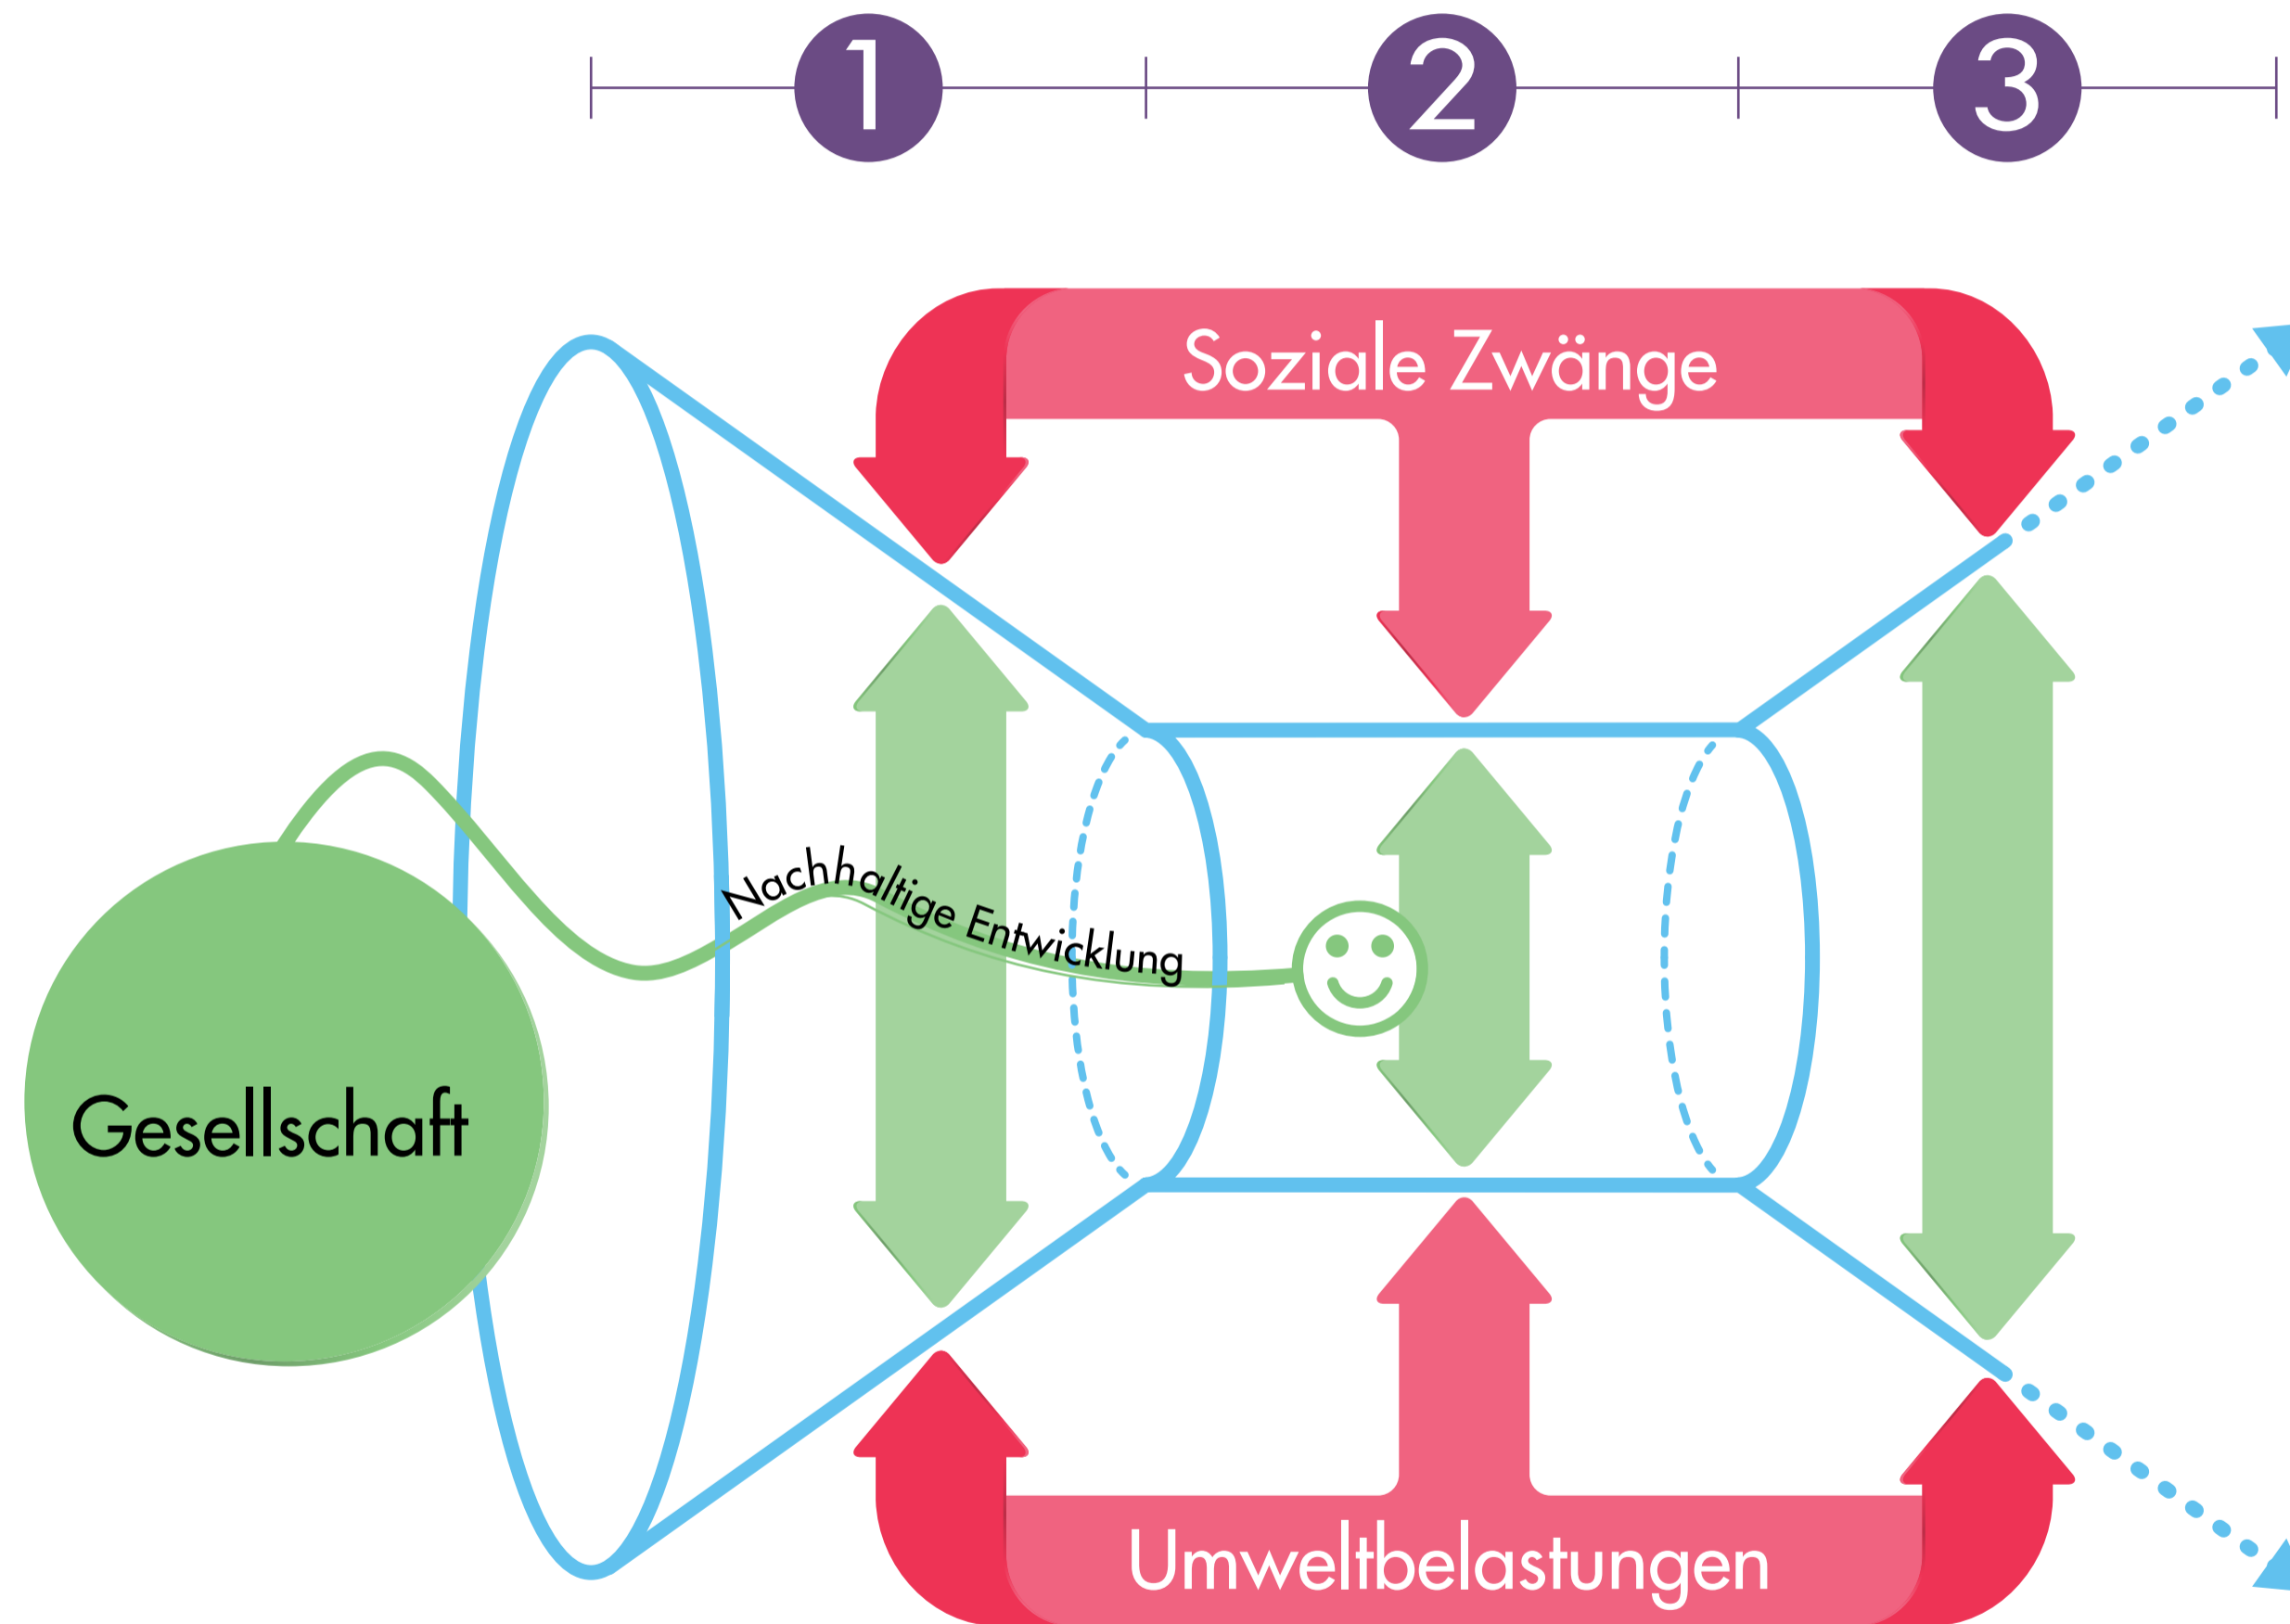 1 2 3
Soziale Zwänge
Nachhaltige Entwicklung
Gesellschaft
Umweltbelastungen